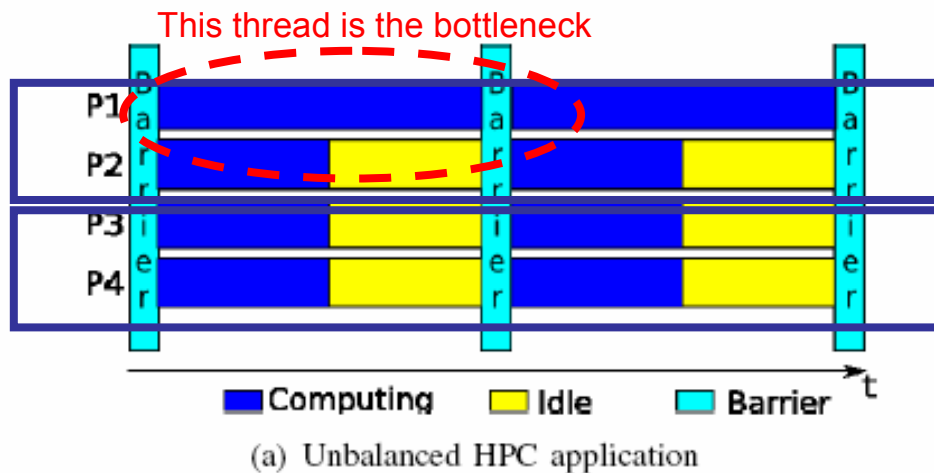 This thread is the bottleneck
P1
P2
P3
P4
Barrier
Barrier
Barrier
t
Computing
Idle
Barrier
(a) Unbalanced HPC application